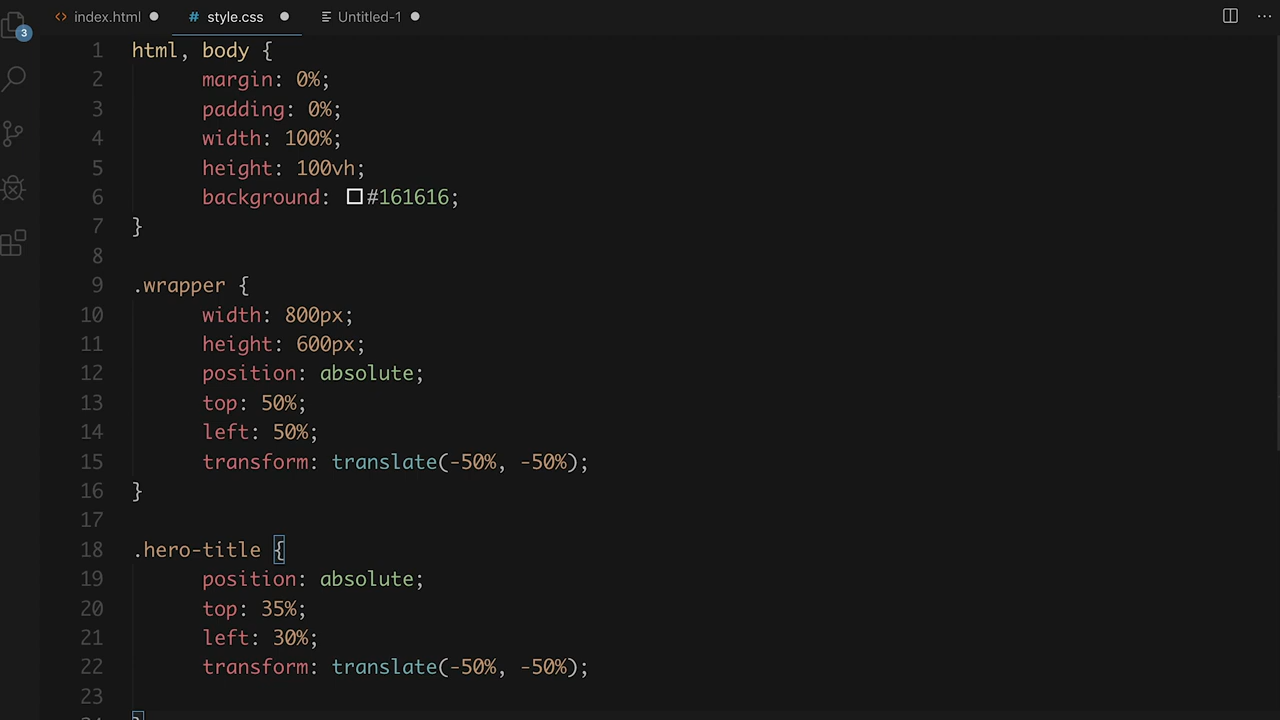 index.html # style.css Untitled-1
3
1 html, body {
2 margin: 0%;
3 padding: 0%;
4 width: 100%;
5 height: 100vh;
6 background: #161616;
7 }
8
9 .wrapper {
10 width: 800px;
11 height: 600px;
12 position: absolute;
13 top: 50%;
14 left: 50%;
15 transform: translate(-50%, -50%);
16 }
17
18 .hero-title {
19 position: absolute;
20 top: 35%;
21 left: 30%;
22 transform: translate(-50%, -50%);
23